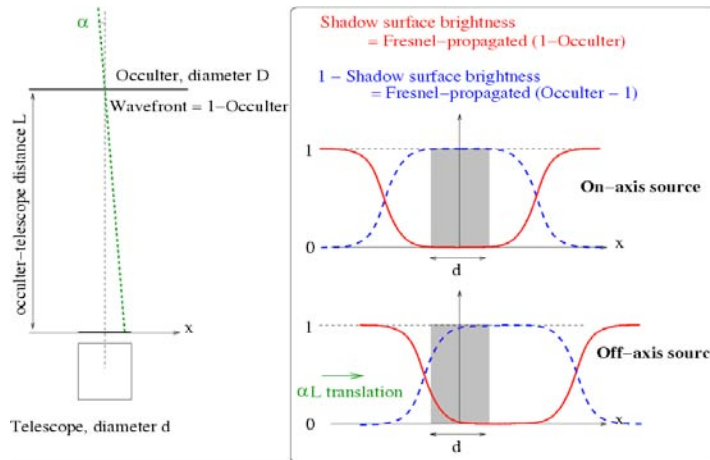 α
Occulter, diameter D
Wavefront = 1−Occulter
occulter−telescope distance L
x
Telescope, diameter d
Shadow surface brightness
= Fresnel−propagated (1−Occulter)
1 − Shadow surface brightness
= Fresnel−propagated (Occulter − 1)
1
On−axis source
0
x
d
1
Off−axis source
αL translation
0
x
d